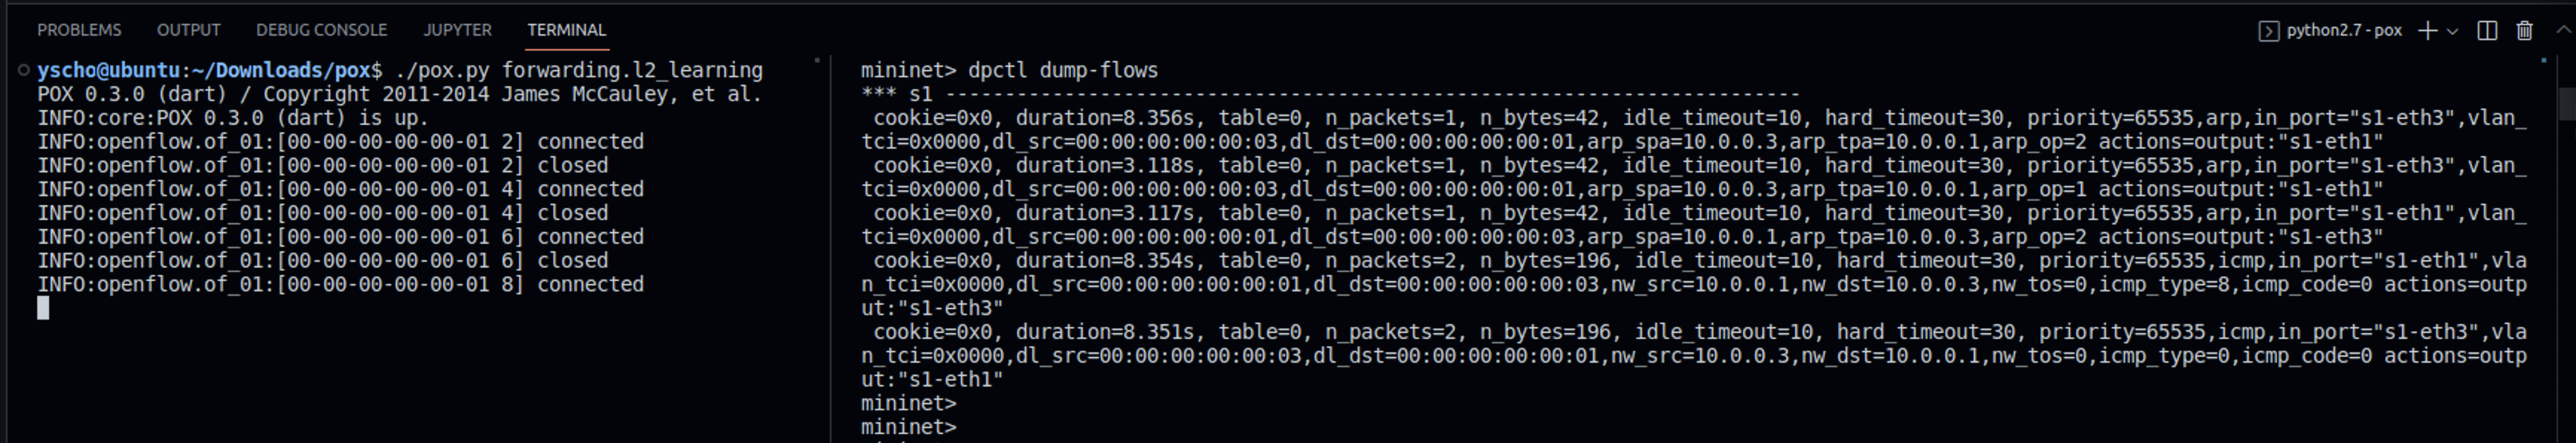 PROBLEMS OUTPUT DEBUG CONSOLE JUPYTER TERMINAL python2.7 - pox
yscho@ubuntu:~/Downloads/pox$ ./pox.py forwarding.l2_learning
POX 0.3.0 (dart) / Copyright 2011-2014 James McCauley, et al.
INFO:core:POX 0.3.0 (dart) is up.
INFO:openflow.of_01:[00-00-00-00-00-01 2] connected
INFO:openflow.of_01:[00-00-00-00-00-01 2] closed
INFO:openflow.of_01:[00-00-00-00-00-01 4] connected
INFO:openflow.of_01:[00-00-00-00-00-01 4] closed
INFO:openflow.of_01:[00-00-00-00-00-01 6] connected
INFO:openflow.of_01:[00-00-00-00-00-01 6] closed
INFO:openflow.of_01:[00-00-00-00-00-01 8] connected
mininet> dpctl dump-flows
*** s1 ------------------------------------------------------------------------
cookie=0x0, duration=8.356s, table=0, n_packets=1, n_bytes=42, idle_timeout=10, hard_timeout=30, priority=65535,arp,in_port="s1-eth3",vlan_
tci=0x0000,dl_src=00:00:00:00:00:03,dl_dst=00:00:00:00:00:01,arp_spa=10.0.0.3,arp_tpa=10.0.0.1,arp_op=2 actions=output:"s1-eth1"
cookie=0x0, duration=3.118s, table=0, n_packets=1, n_bytes=42, idle_timeout=10, hard_timeout=30, priority=65535,arp,in_port="s1-eth3",vlan_
tci=0x0000,dl_src=00:00:00:00:00:03,dl_dst=00:00:00:00:00:01,arp_spa=10.0.0.3,arp_tpa=10.0.0.1,arp_op=1 actions=output:"s1-eth1"
cookie=0x0, duration=3.117s, table=0, n_packets=1, n_bytes=42, idle_timeout=10, hard_timeout=30, priority=65535,arp,in_port="s1-eth1",vlan_
tci=0x0000,dl_src=00:00:00:00:00:01,dl_dst=00:00:00:00:00:03,arp_spa=10.0.0.1,arp_tpa=10.0.0.3,arp_op=2 actions=output:"s1-eth3"
cookie=0x0, duration=8.354s, table=0, n_packets=2, n_bytes=196, idle_timeout=10, hard_timeout=30, priority=65535,icmp,in_port="s1-eth1",vla
n_tci=0x0000,dl_src=00:00:00:00:00:01,dl_dst=00:00:00:00:00:03,nw_src=10.0.0.1,nw_dst=10.0.0.3,nw_tos=0,icmp_type=8,icmp_code=0 actions=outp
ut:"s1-eth3"
cookie=0x0, duration=8.351s, table=0, n_packets=2, n_bytes=196, idle_timeout=10, hard_timeout=30, priority=65535,icmp,in_port="s1-eth3",vla
n_tci=0x0000,dl_src=00:00:00:00:00:03,dl_dst=00:00:00:00:00:01,nw_src=10.0.0.3,nw_dst=10.0.0.1,nw_tos=0,icmp_type=0,icmp_code=0 actions=outp
ut:"s1-eth1"
mininet>
mininet>